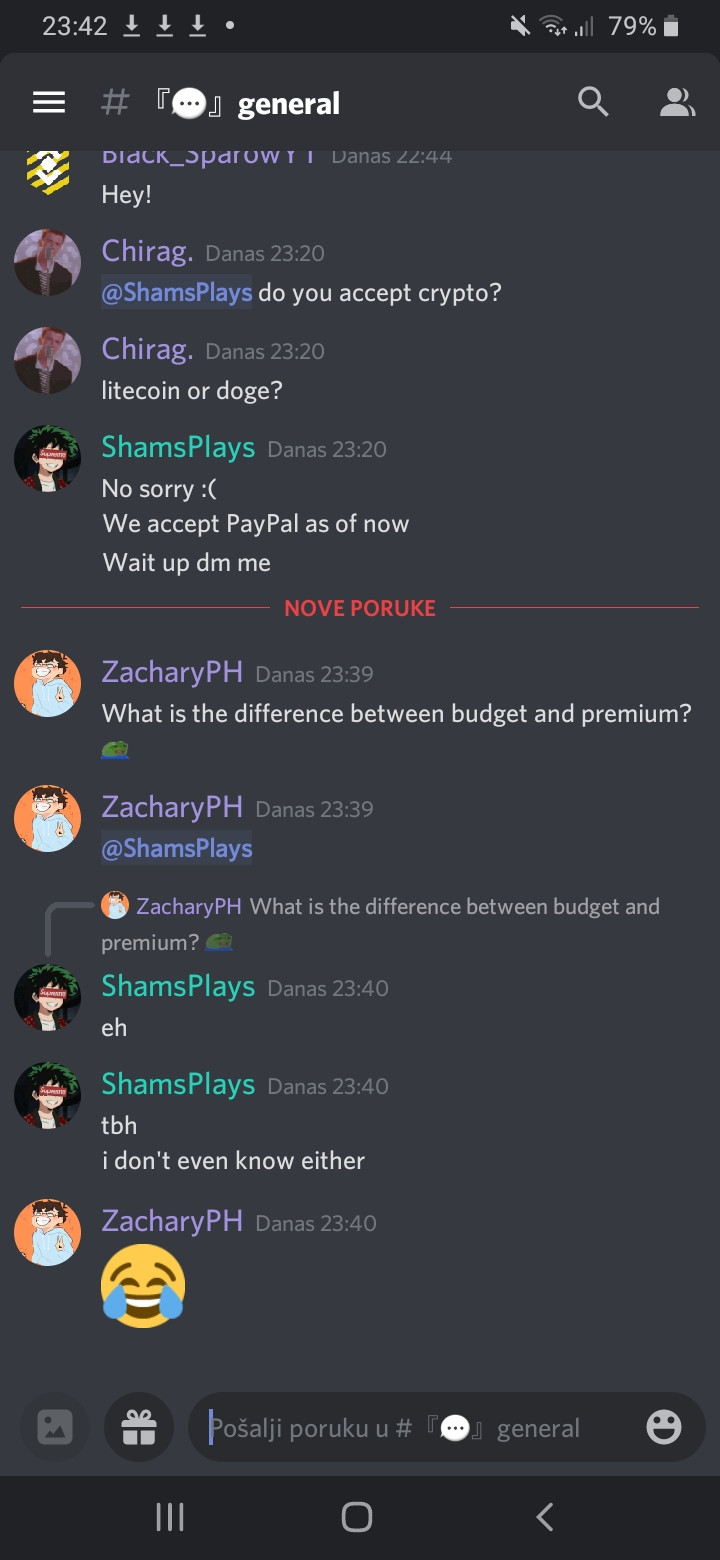 23:42 79%
# 『💬』 general
Black_SparowYT Danas 22:44
Hey!
Chirag. Danas 23:20
@ShamsPlays do you accept crypto?
Chirag. Danas 23:20
litecoin or doge?
ShamsPlays Danas 23:20
No sorry :(
We accept PayPal as of now
Wait up dm me
NOVE PORUKE
ZacharyPH Danas 23:39
What is the difference between budget and premium?
ZacharyPH Danas 23:39
@ShamsPlays
ZacharyPH What is the difference between budget and
premium?
ShamsPlays Danas 23:40
eh
ShamsPlays Danas 23:40
tbh
i don't even know either
ZacharyPH Danas 23:40
😂
Pošalji poruku u # 『💬』 general